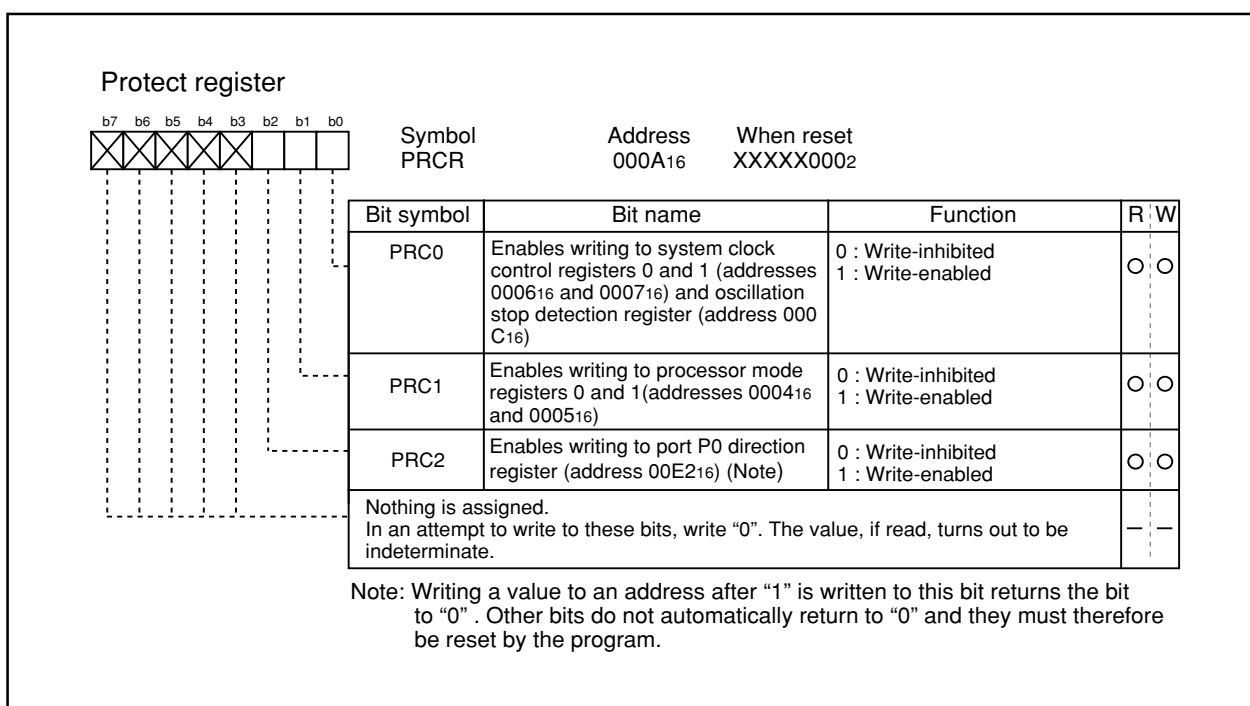 Protect register
b7 b6 b5 b4 b3 b2 b1 b0
Symbol Address When reset
PRCR 000A16 XXXXX0002
Bit symbol Bit name Function R W
PRC0 Enables writing to system clock 0 : Write-inhibited
control registers 0 and 1 (addresses 1 : Write-enabled
000616 and 000716) and oscillation
stop detection register (address 000
C16)
PRC1 Enables writing to processor mode 0 : Write-inhibited
registers 0 and 1(addresses 000416 1 : Write-enabled
and 000516)
PRC2 Enables writing to port P0 direction 0 : Write-inhibited
register (address 00E216) (Note) 1 : Write-enabled
Nothing is assigned.
In an attempt to write to these bits, write “0”. The value, if read, turns out to be – –
indeterminate.
Note: Writing a value to an address after “1” is written to this bit returns the bit
to “0” . Other bits do not automatically return to “0” and they must therefore
be reset by the program.